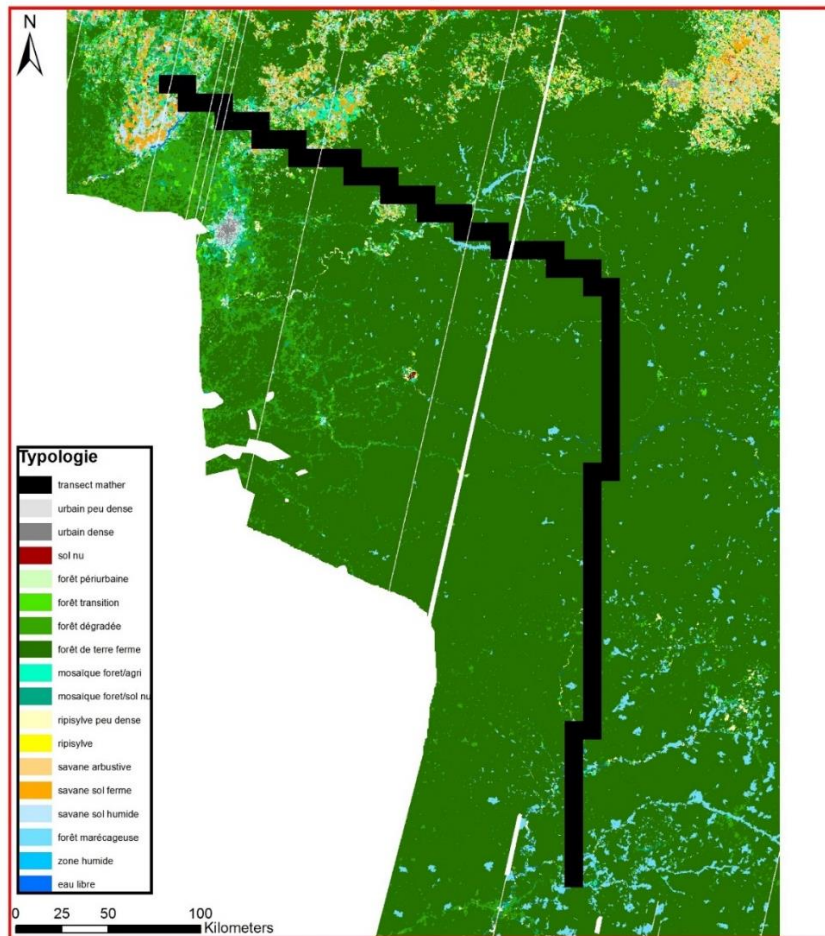 N
Typologie
transect mather
urbain peu dense
urbain dense
sol nu
forêt périurbaine
forêt transition
forêt dégradée
forêt de terre ferme
mosaïque foret/agri
mosaïque foret/sol nu
ripisylve peu dense
ripisylve
savane arbustive
savane sol ferme
savane sol humide
forêt marécageuse
zone humide
eau libre
0 25 50 100
Kilometers